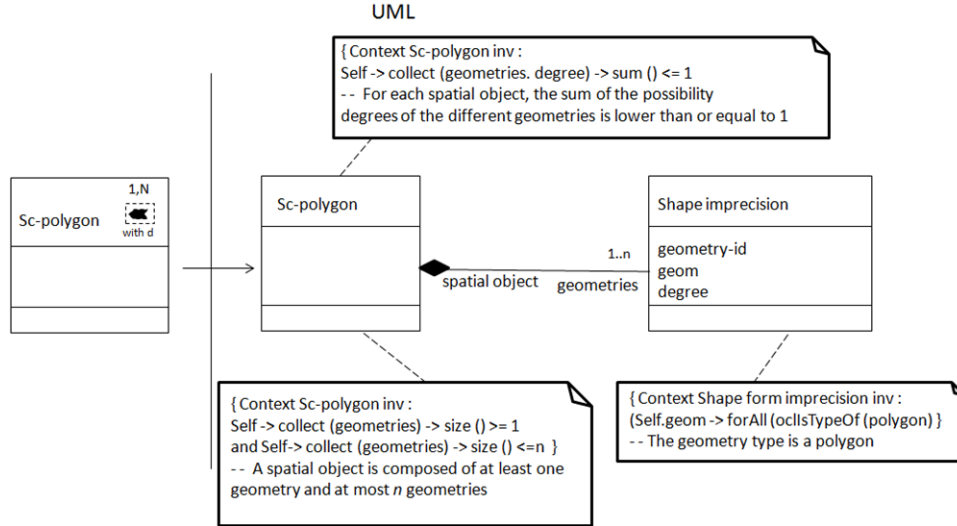 UML
{ Context Sc-polygon inv :
Self -> collect (geometries. degree) -> sum () <= 1
- - For each spatial object, the sum of the possibility
degrees of the different geometries is lower than or equal to 1
1,N
Sc-polygon
with d
Sc-polygon
Shape imprecision
geometry-id
geom
degree
1..n
spatial object
geometries
{ Context Sc-polygon inv :
Self -> collect (geometries) -> size () >= 1
and Self-> collect (geometries) -> size () <=n }
- - A spatial object is composed of at least one
geometry and at most n geometries
{ Context Shape form imprecision inv :
(Self.geom -> forAll (oclIsTypeOf (polygon) }
- - The geometry type is a polygon